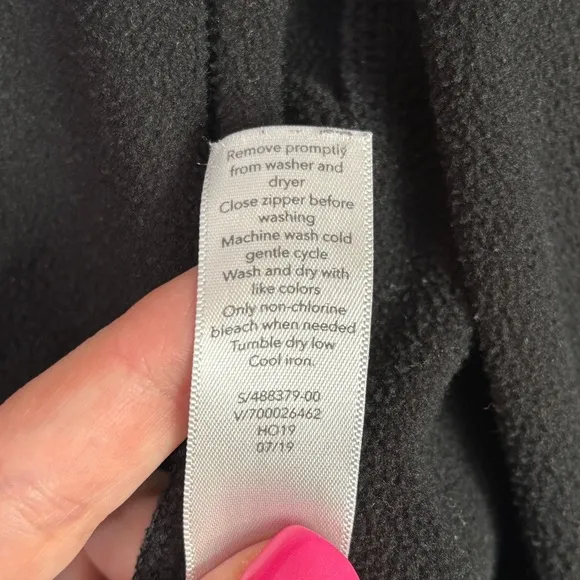 Remove promptly
from washer and
dryer
Close zipper before
washing
Machine wash cold
gentle cycle
Wash and dry with
like colors
Only non-chlorine
bleach when needed
Tumble dry low
Cool iron.
S/488379-00
V/700026462
HO19
07/19